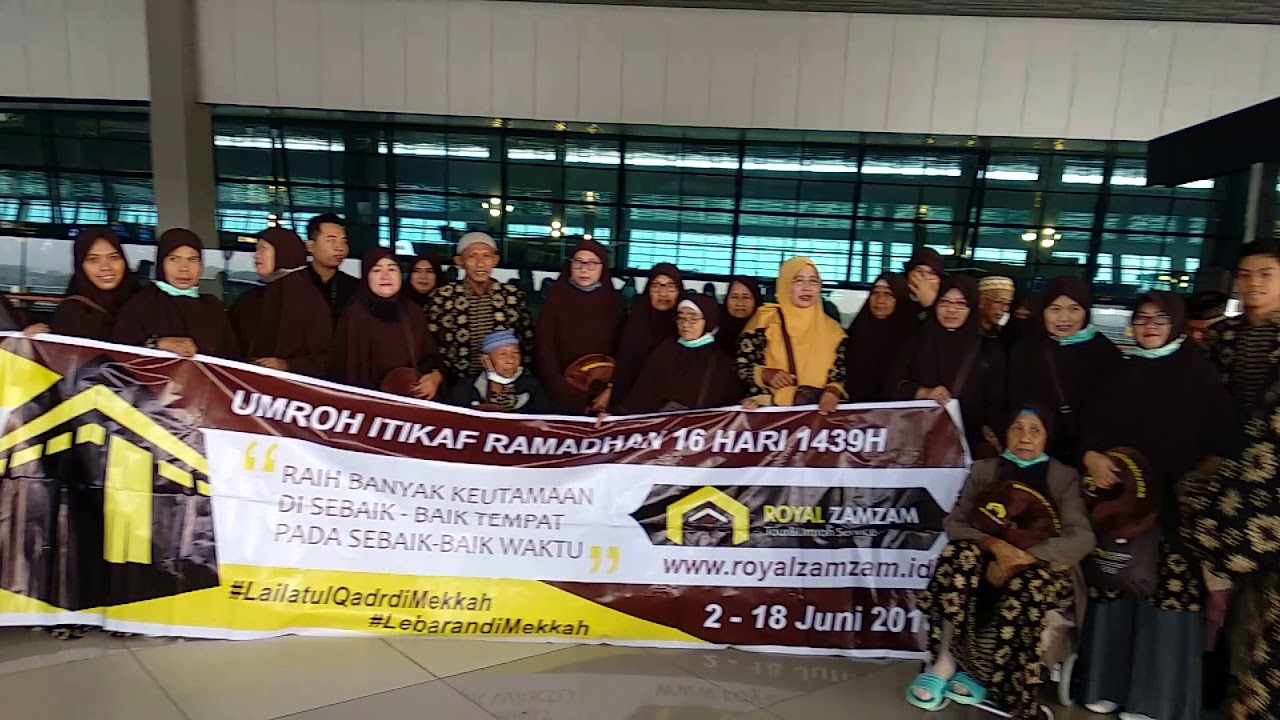 UMROH ITIKAF RAMADHAN 16 HARI 1439H
“ RAIH BANYAK KEUTAMAAN
DI SEBAIK - BAIK TEMPAT
PADA SEBAIK-BAIK WAKTU ”
ROYAL ZAMZAM
www.royalzamzam.id
#LailatulQadrdiMekkah
#LebarandiMekkah
2 - 18 Juni